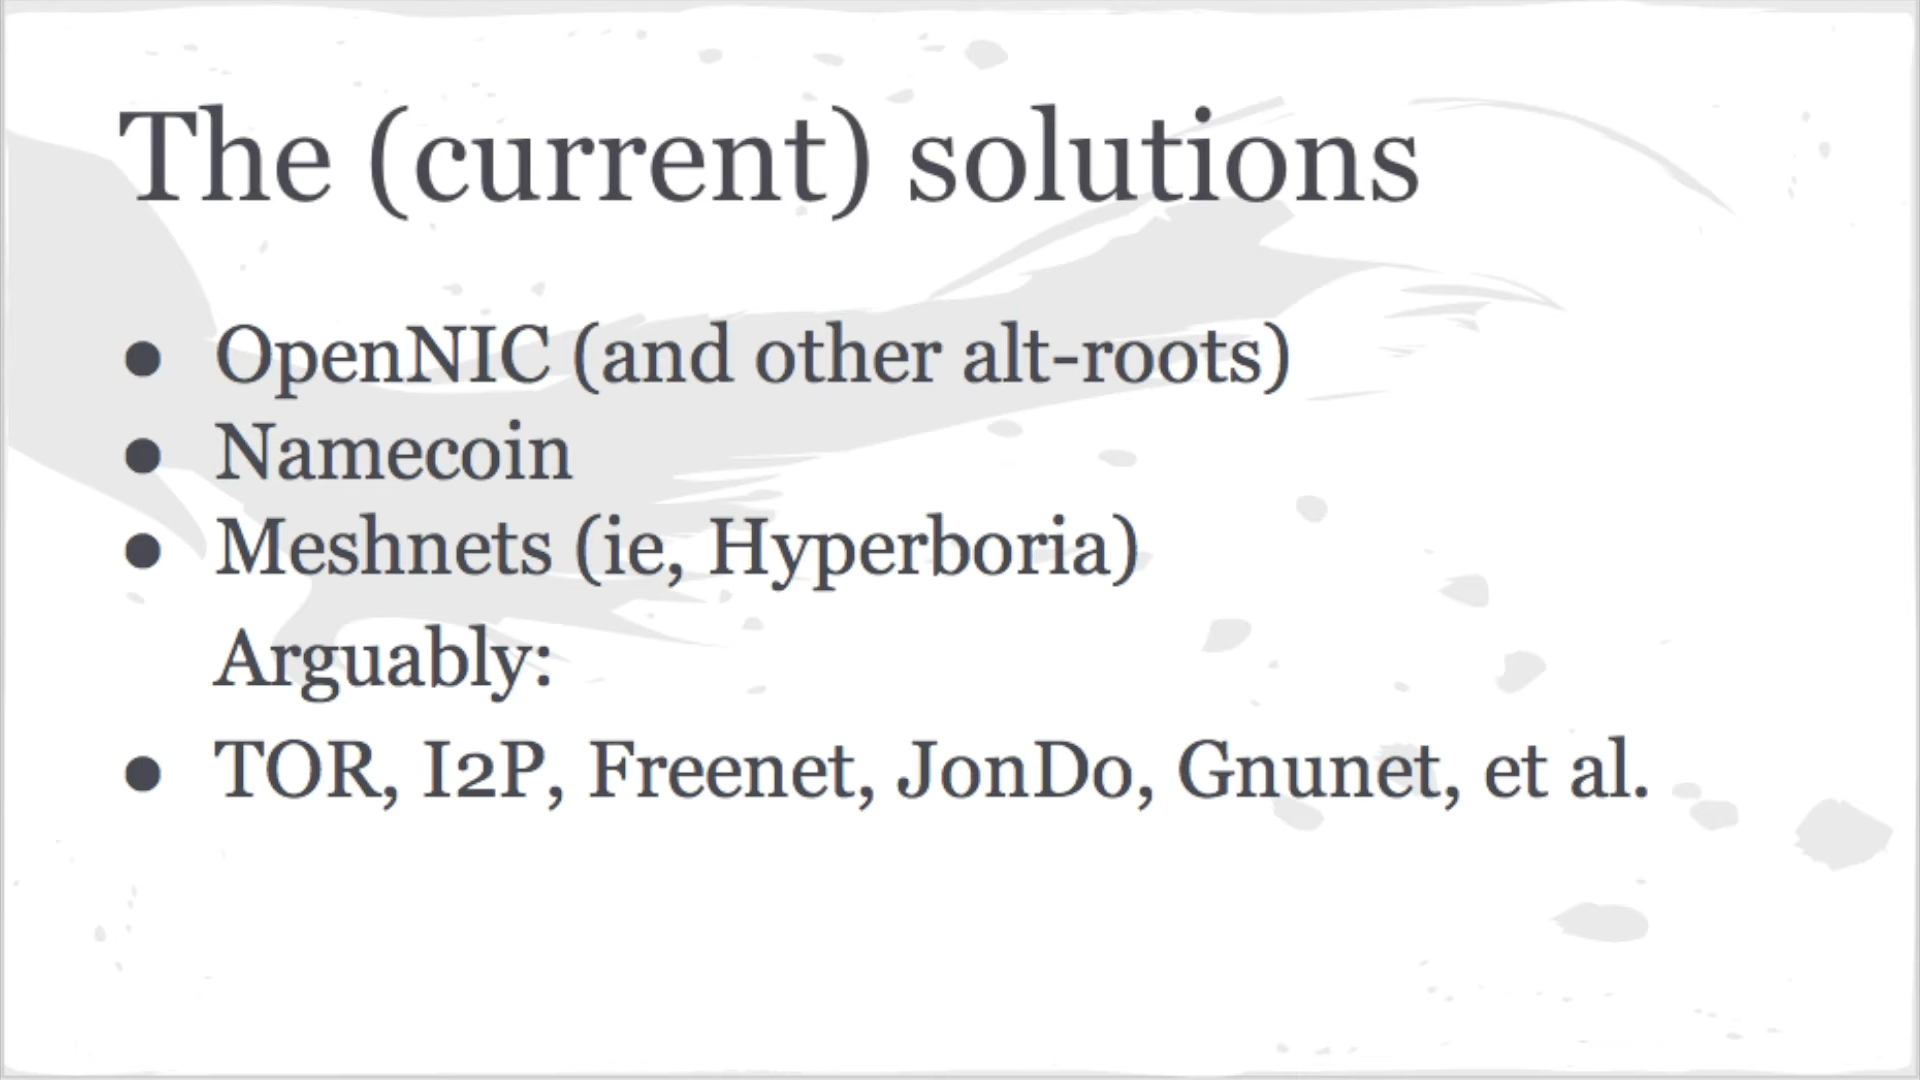 The (current) solutions
● OpenNIC (and other alt-roots)
● Namecoin
● Meshnets (ie, Hyperboria)
Arguably:
● TOR, I2P, Freenet, JonDo, Gnunet, et al.